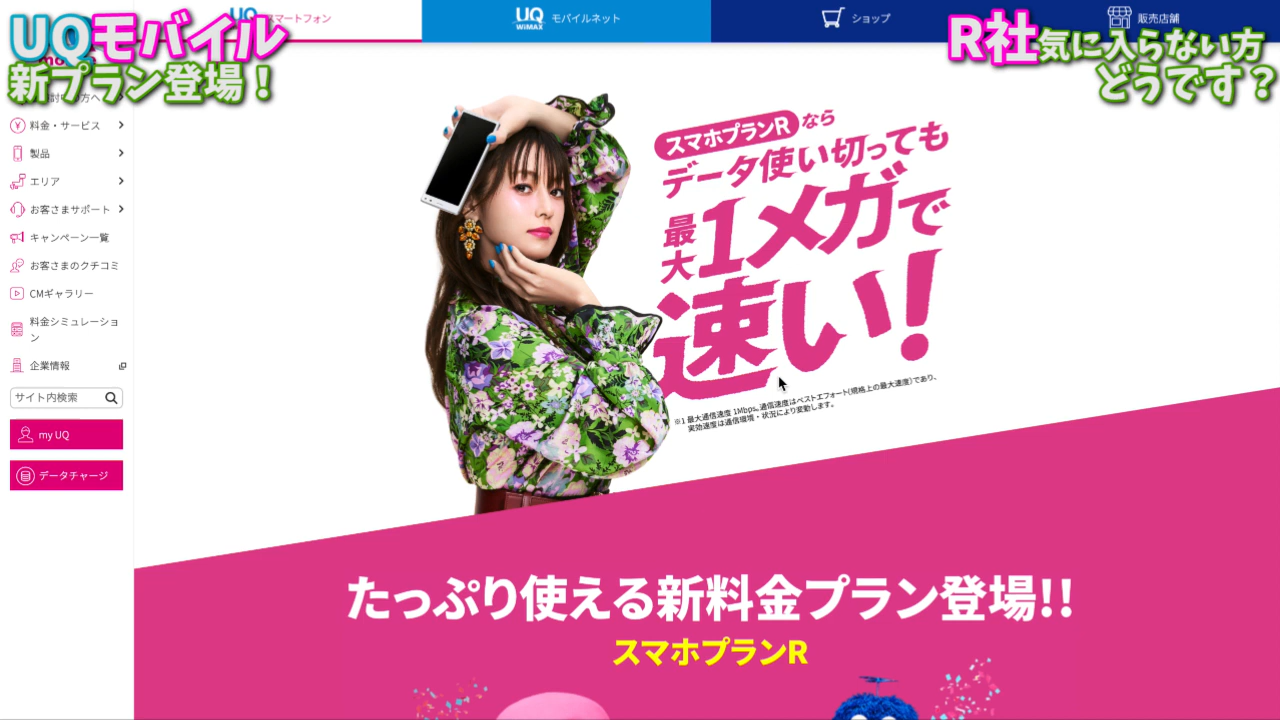 UQモバイル
新プラン登場！
R社気に入らない方
どうです？
スマートフォン
UQ
WiMAX
モバイルネット
ショップ
販売店舗
料金・サービス
製品
エリア
お客さまサポート
キャンペーン一覧
お客さまのクチコミ
CMギャラリー
料金シミュレーショ
ン
企業情報
サイト内検索
my UQ
データチャージ
スマホプランRなら
データ使い切っても
最大1メガで
速い!
※1 最大通信速度 1Mbps。通信速度はベストエフォート(規格上の最大速度)であり、
実効速度は通信環境・状況により変動します。
たっぷり使える新料金プラン登場!!
スマホプランR